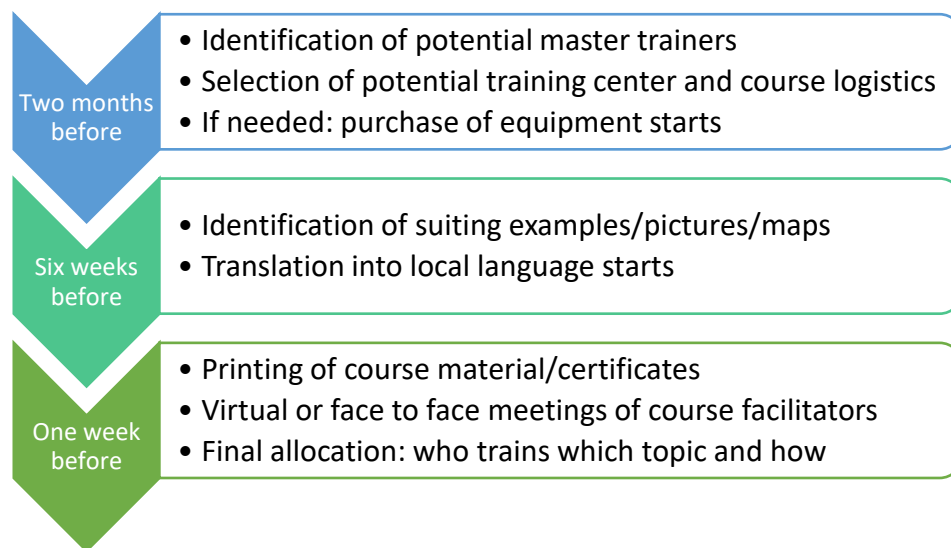 Two months
before
• Identification of potential master trainers
• Selection of potential training center and course logistics
• If needed: purchase of equipment starts
Six weeks
before
• Identification of suiting examples/pictures/maps
• Translation into local language starts
One week
before
• Printing of course material/certificates
• Virtual or face to face meetings of course facilitators
• Final allocation: who trains which topic and how